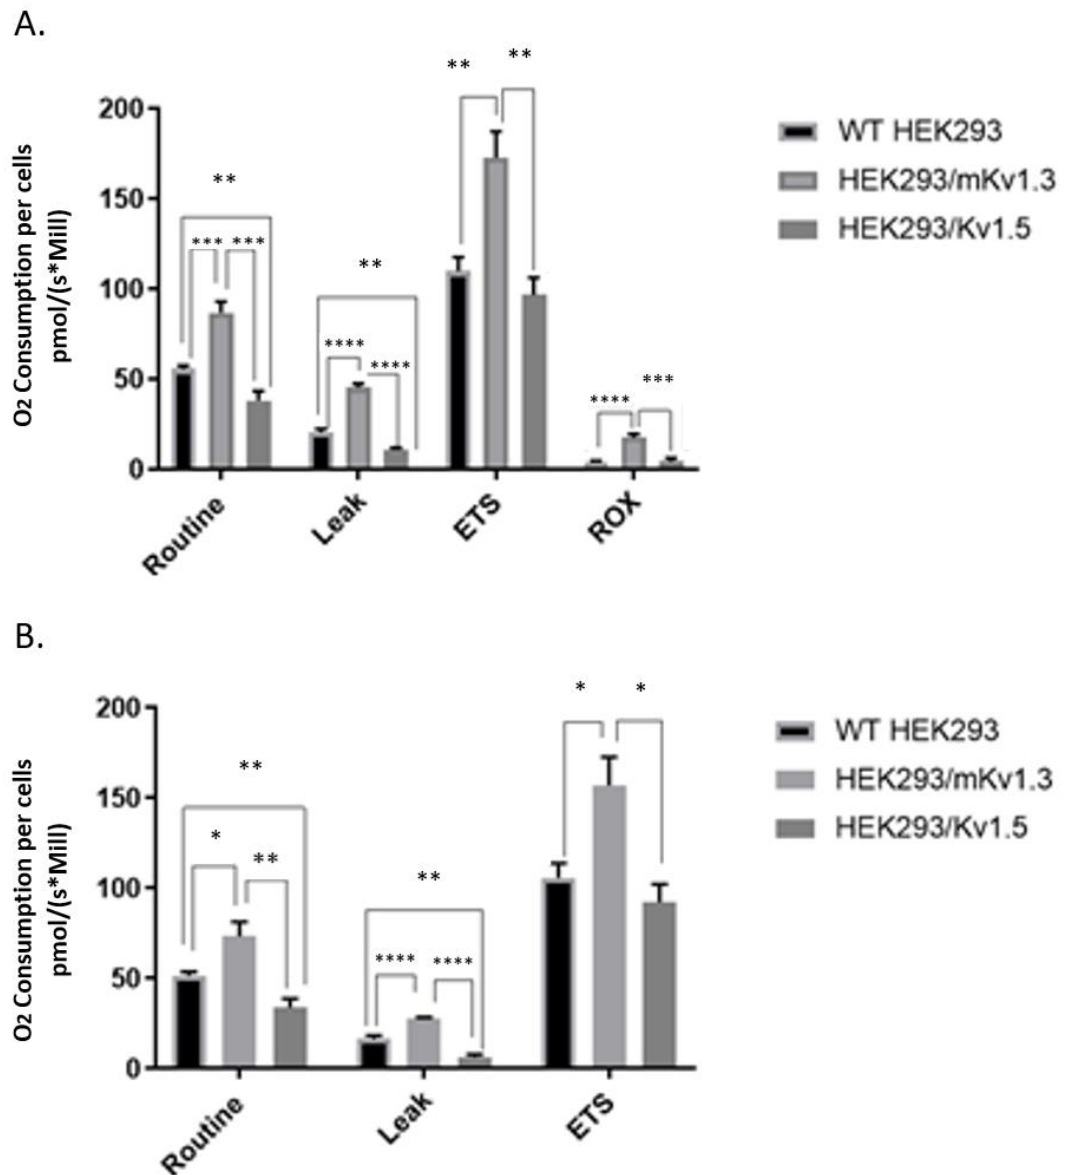 A.
O2 Consumption per cells
pmol/(s*Mill)
200
150
100
50
0
**
*** ***
**
****
****
**
**
****
***
Routine
Leak
ETS
ROX
WT HEK293
HEK293/mKv1.3
HEK293/Kv1.5
B.
O2 Consumption per cells
pmol/(s*Mill)
200
150
100
50
0
**
*
**
**
****
****
*
*
Routine
Leak
ETS
WT HEK293
HEK293/mKv1.3
HEK293/Kv1.5